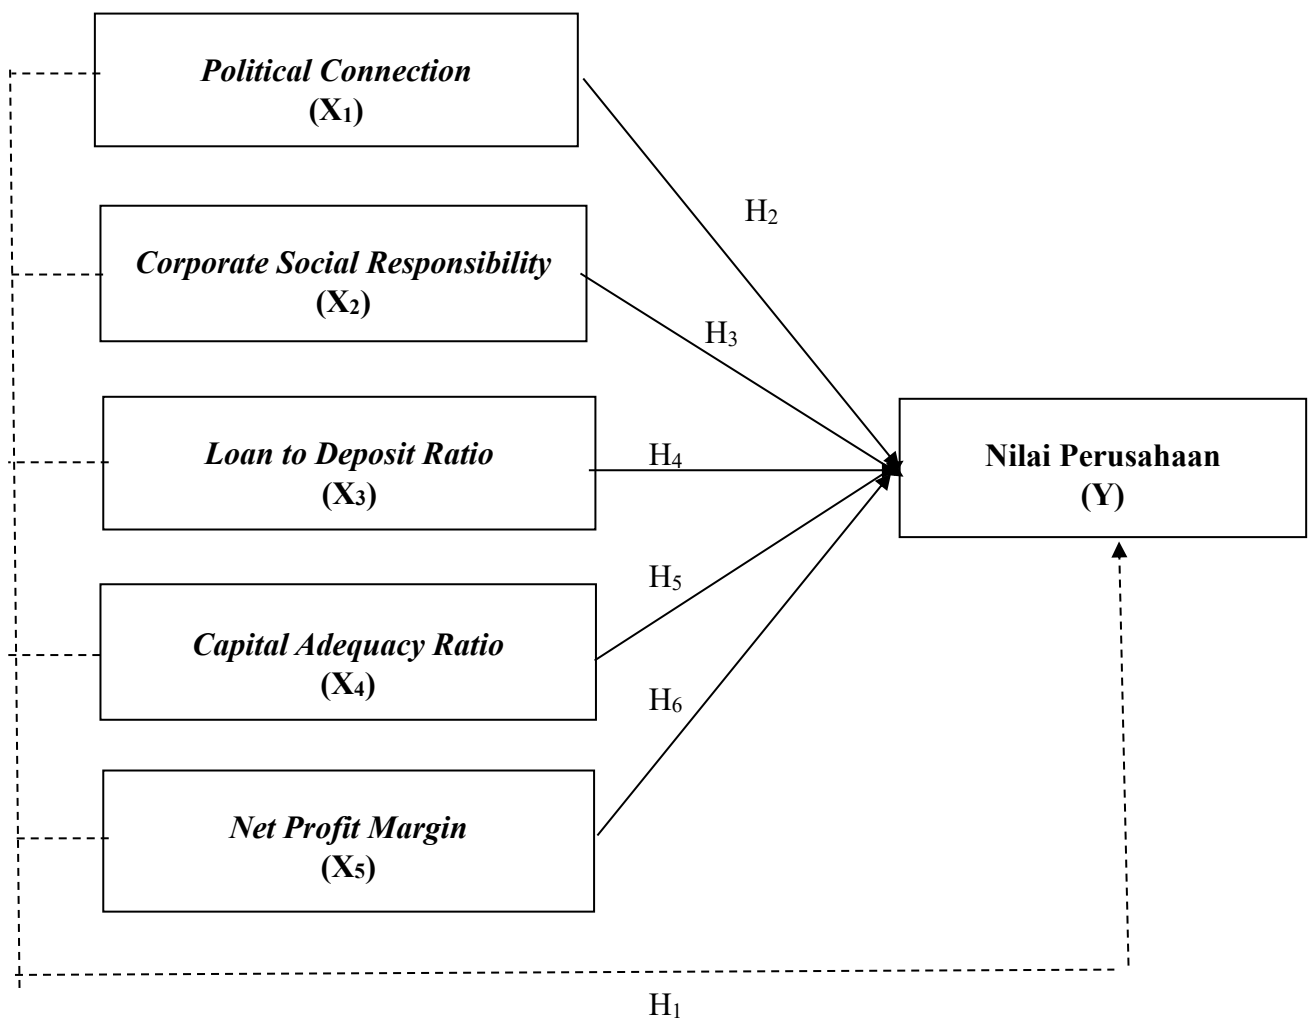 Political Connection
(X₁)
H₂
Corporate Social Responsibility
(X₂)
H₃
Loan to Deposit Ratio
(X₃)
H₄
Nilai Perusahaan
(Y)
Capital Adequacy Ratio
(X₄)
H₅
H₆
Net Profit Margin
(X₅)
H₁